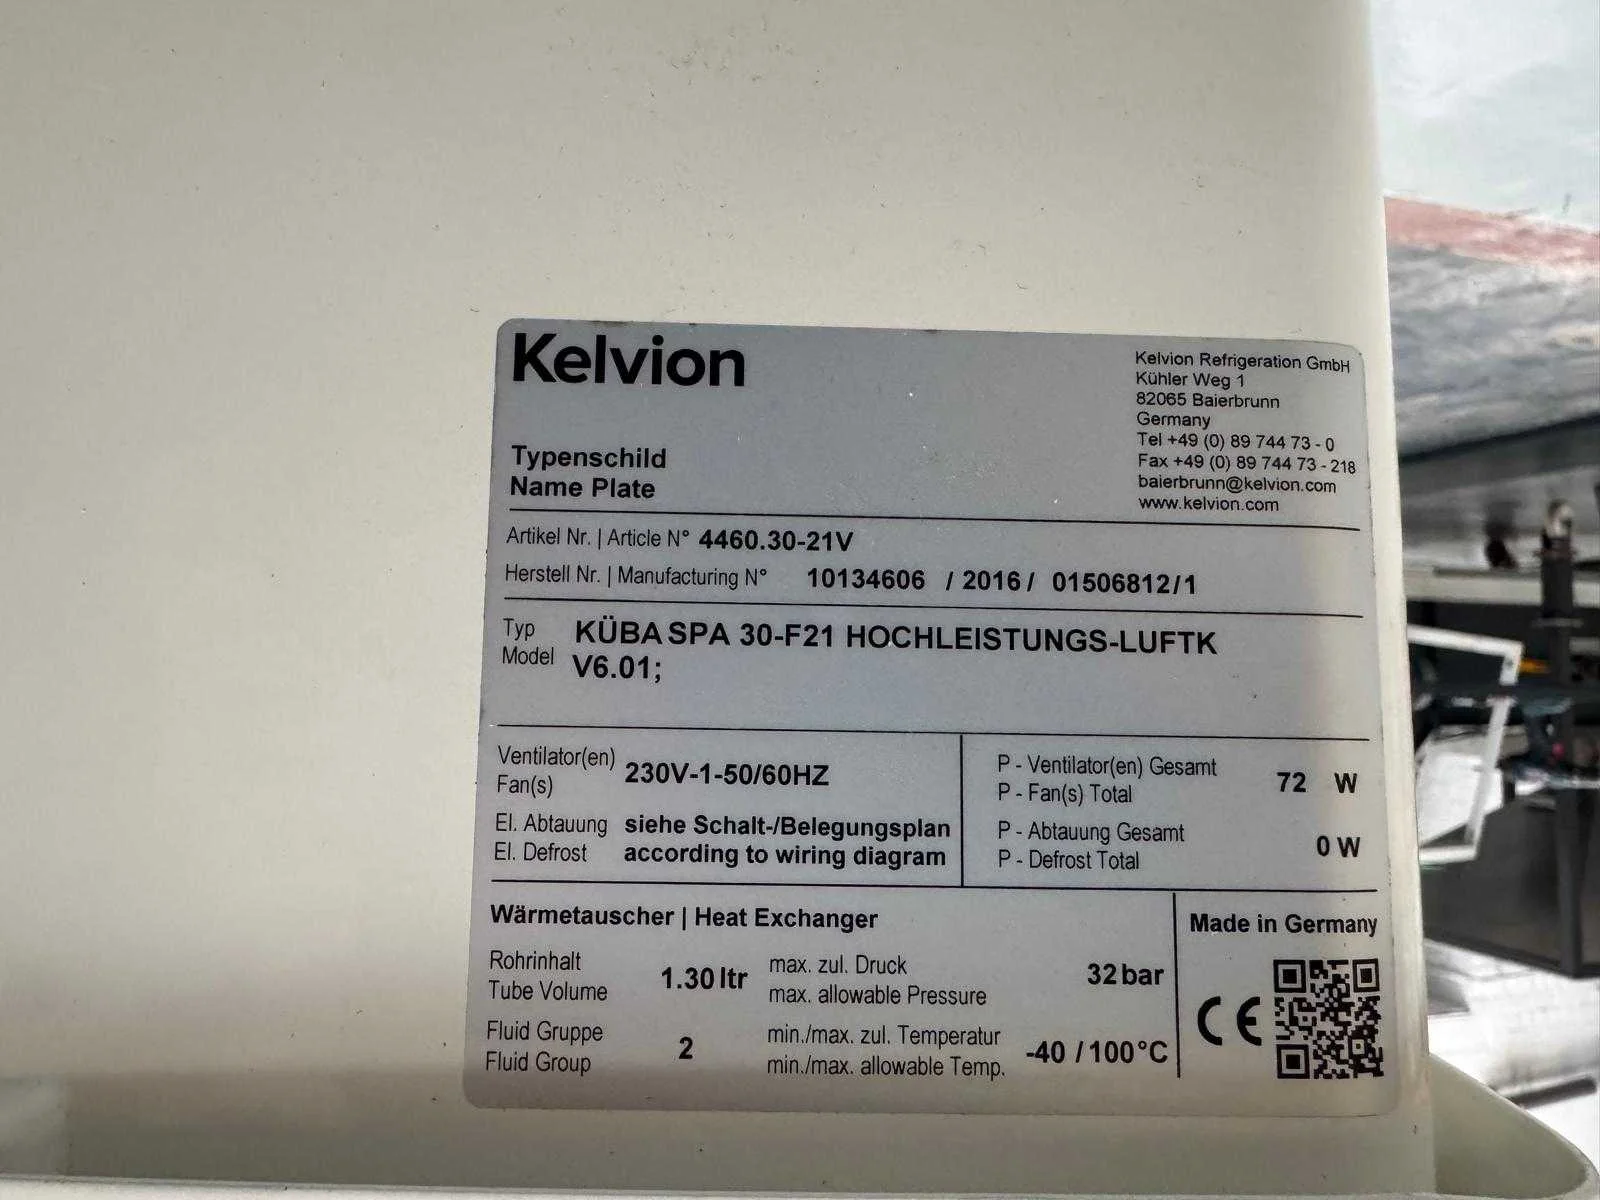 Kelvion
Kelvion Refrigeration GmbH
Kühler Weg 1
82065 Baierbrunn
Germany
Tel +49 (0) 89 744 73 - 0
Fax +49 (0) 89 744 73 - 218
baierbrunn@kelvion.com
www.kelvion.com
Typenschild
Name Plate
Artikel Nr. | Article N° 4460.30-21V
Herstell Nr. | Manufacturing N° 10134606 / 2016 / 01506812/1
Typ
Model
KÜBA SPA 30-F21 HOCHLEISTUNGS-LUFTK
V6.01;
Ventilator(en)
Fan(s)
230V-1-50/60HZ
El. Abtauung siehe Schalt-/Belegungsplan
El. Defrost according to wiring diagram
P - Ventilator(en) Gesamt
P - Fan(s) Total
72 W
P - Abtauung Gesamt
P - Defrost Total
0 W
Wärmetauscher | Heat Exchanger
Rohrinhalt
Tube Volume
1.30 ltr
max. zul. Druck
max. allowable Pressure
32 bar
Fluid Gruppe
Fluid Group
2
min./max. zul. Temperatur
min./max. allowable Temp.
-40 / 100°C
Made in Germany
CE